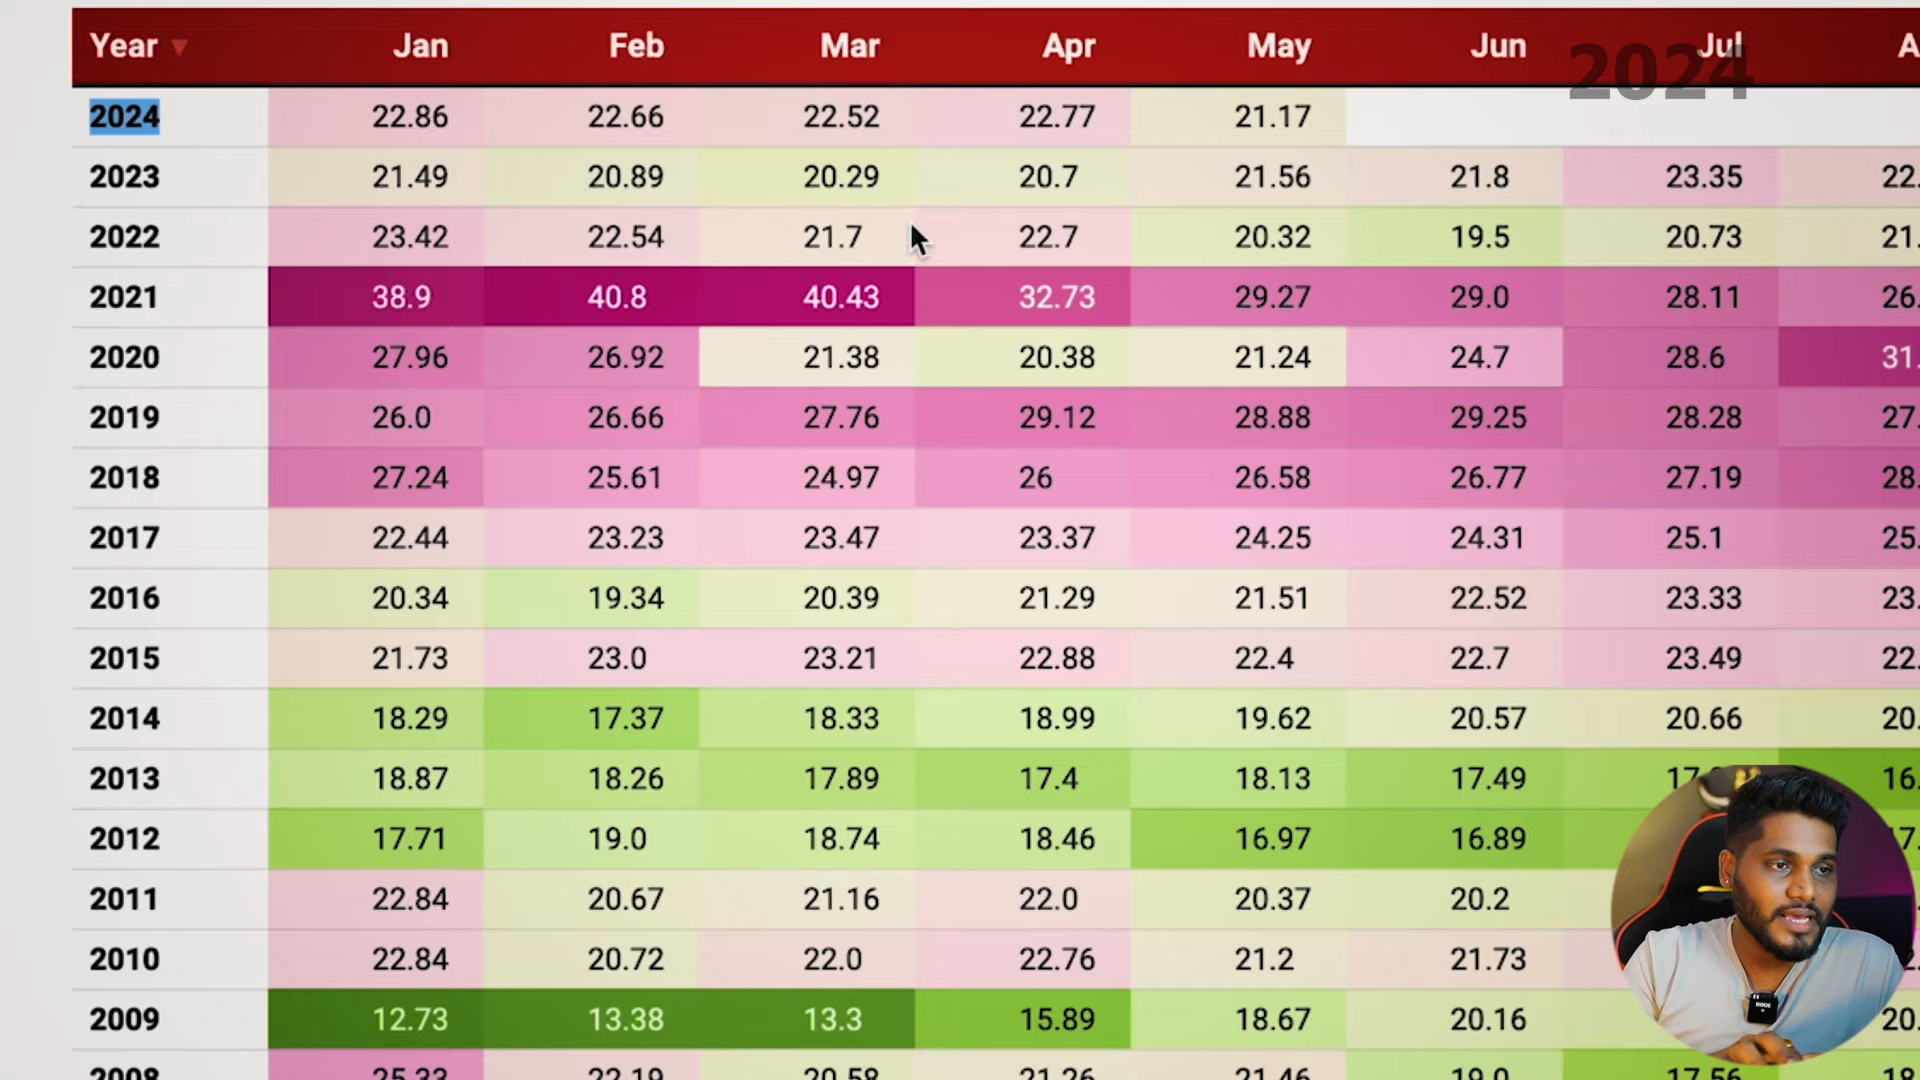 Year Jan Feb Mar Apr May Jun Jul
2024
2024 22.86 22.66 22.52 22.77 21.17
2023 21.49 20.89 20.29 20.7 21.56 21.8 23.35 22.
2022 23.42 22.54 21.7 22.7 20.32 19.5 20.73 21.
2021 38.9 40.8 40.43 32.73 29.27 29.0 28.11 26.
2020 27.96 26.92 21.38 20.38 21.24 24.7 28.6 31.
2019 26.0 26.66 27.76 29.12 28.88 29.25 28.28 27.
2018 27.24 25.61 24.97 26 26.58 26.77 27.19 28.
2017 22.44 23.23 23.47 23.37 24.25 24.31 25.1 25.
2016 20.34 19.34 20.39 21.29 21.51 22.52 23.33 23.
2015 21.73 23.0 23.21 22.88 22.4 22.7 23.49 22.
2014 18.29 17.37 18.33 18.99 19.62 20.57 20.66 20.
2013 18.87 18.26 17.89 17.4 18.13 17.49 16.
2012 17.71 19.0 18.74 18.46 16.97 16.89
2011 22.84 20.67 21.16 22.0 20.37 20.2
2010 22.84 20.72 22.0 22.76 21.2 21.73
2009 12.73 13.38 13.3 15.89 18.67 20.16 20.
2008 25.33 22.19 20.58 21.26 21.46 19.0 17.56 18.
RODE